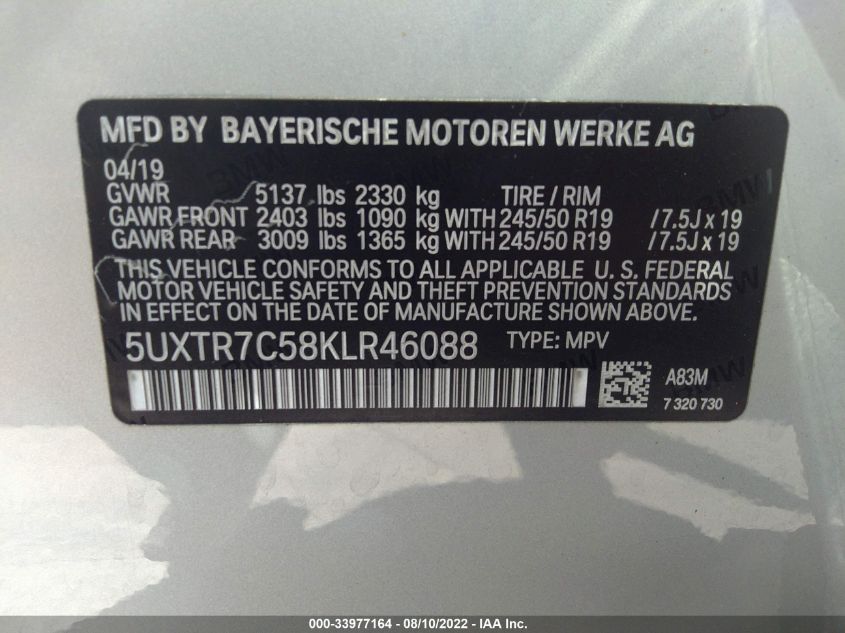 MFD BY BAYERISCHE MOTOREN WERKE AG
04/19
GVWR 5137 lbs 2330 kg TIRE / RIM
GAWR FRONT 2403 lbs 1090 kg WITH 245/50 R19 /7.5J x 19
GAWR REAR 3009 lbs 1365 kg WITH 245/50 R19 /7.5J x 19
THIS VEHICLE CONFORMS TO ALL APPLICABLE U. S. FEDERAL
MOTOR VEHICLE SAFETY AND THEFT PREVENTION STANDARDS
IN EFFECT ON THE DATE OF MANUFACTURE SHOWN ABOVE.
5UXTR7C58KLR46088 TYPE: MPV
A83M
7 320 730
000-33977164 - 08/10/2022 - IAA Inc.